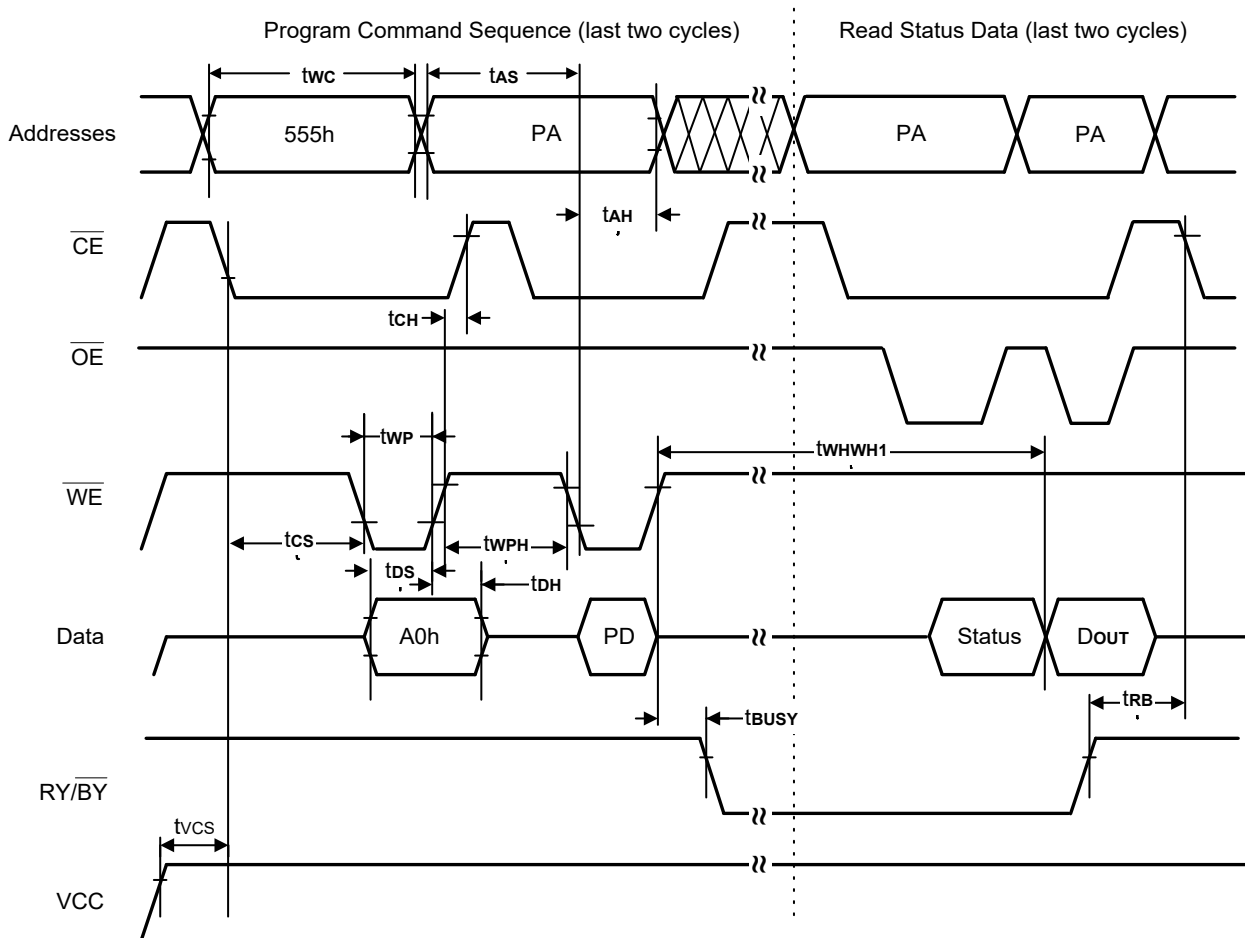 Program Command Sequence (last two cycles)
Read Status Data (last two cycles)
tWC
tAS
Addresses
555h
PA
PA
PA
tAH
CE
tCH
OE
tWP
tWHWH1
WE
tCS
tWPH
tDS
tDH
Data
A0h
PD
Status
DOUT
tBUSY
tRB
RY/BY
tVCS
VCC